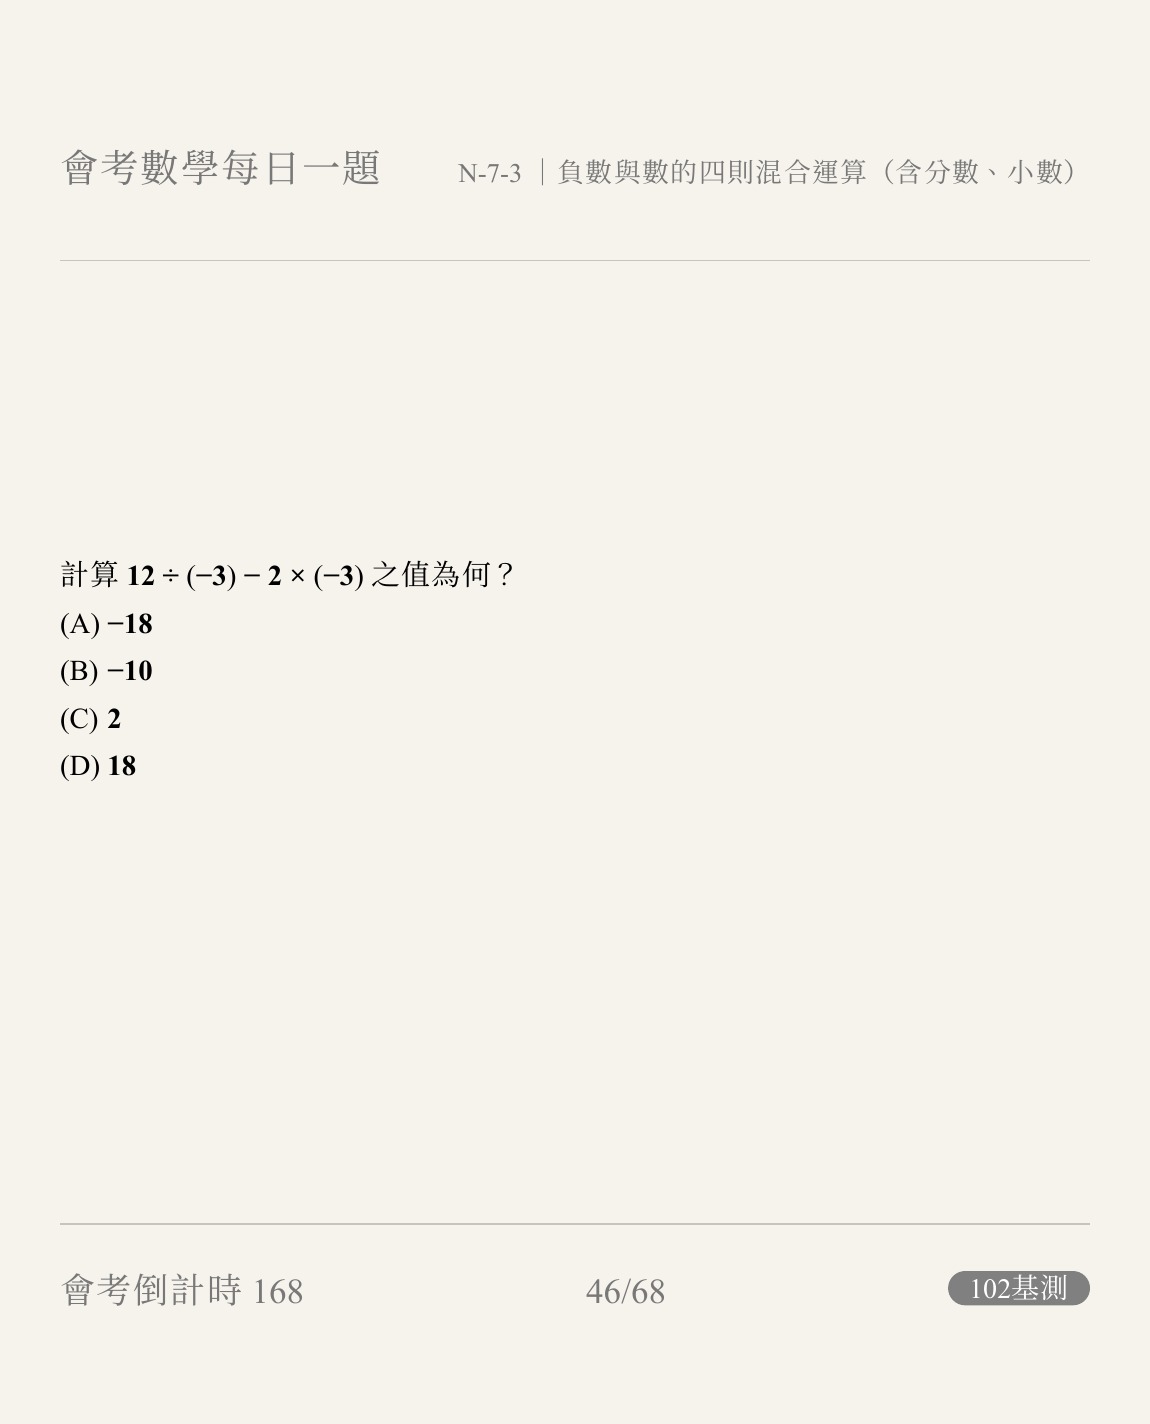 會考數學每日一題
N-7-3｜負數與數的四則混合運算（含分數、小數）
計算 12 ÷ (−3) − 2 × (−3) 之值為何？
(A) −18
(B) −10
(C) 2
(D) 18
會考倒計時 168
46/68
102基測